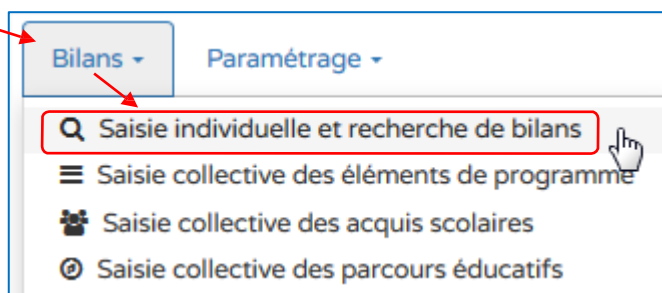 Bilans Paramétrage
Saisie individuelle et recherche de bilans
Saisie collective des éléments de programme
Saisie collective des acquis scolaires
Saisie collective des parcours éducatifs